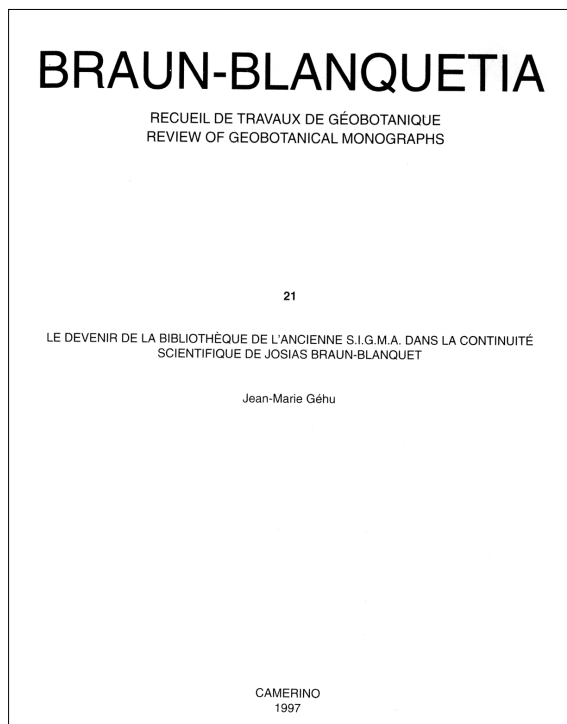 BRAUN-BLANQUETIA
RECUEIL DE TRAVAUX DE GÉOBOTANIQUE
REVIEW OF GEOBOTANICAL MONOGRAPHS
21
LE DEVENIR DE LA BIBLIOTHÈQUE DE L'ANCIENNE S.I.G.M.A. DANS LA CONTINUITÉ
SCIENTIFIQUE DE JOSIAS BRAUN-BLANQUET
Jean-Marie Géhu
CAMERINO
1997